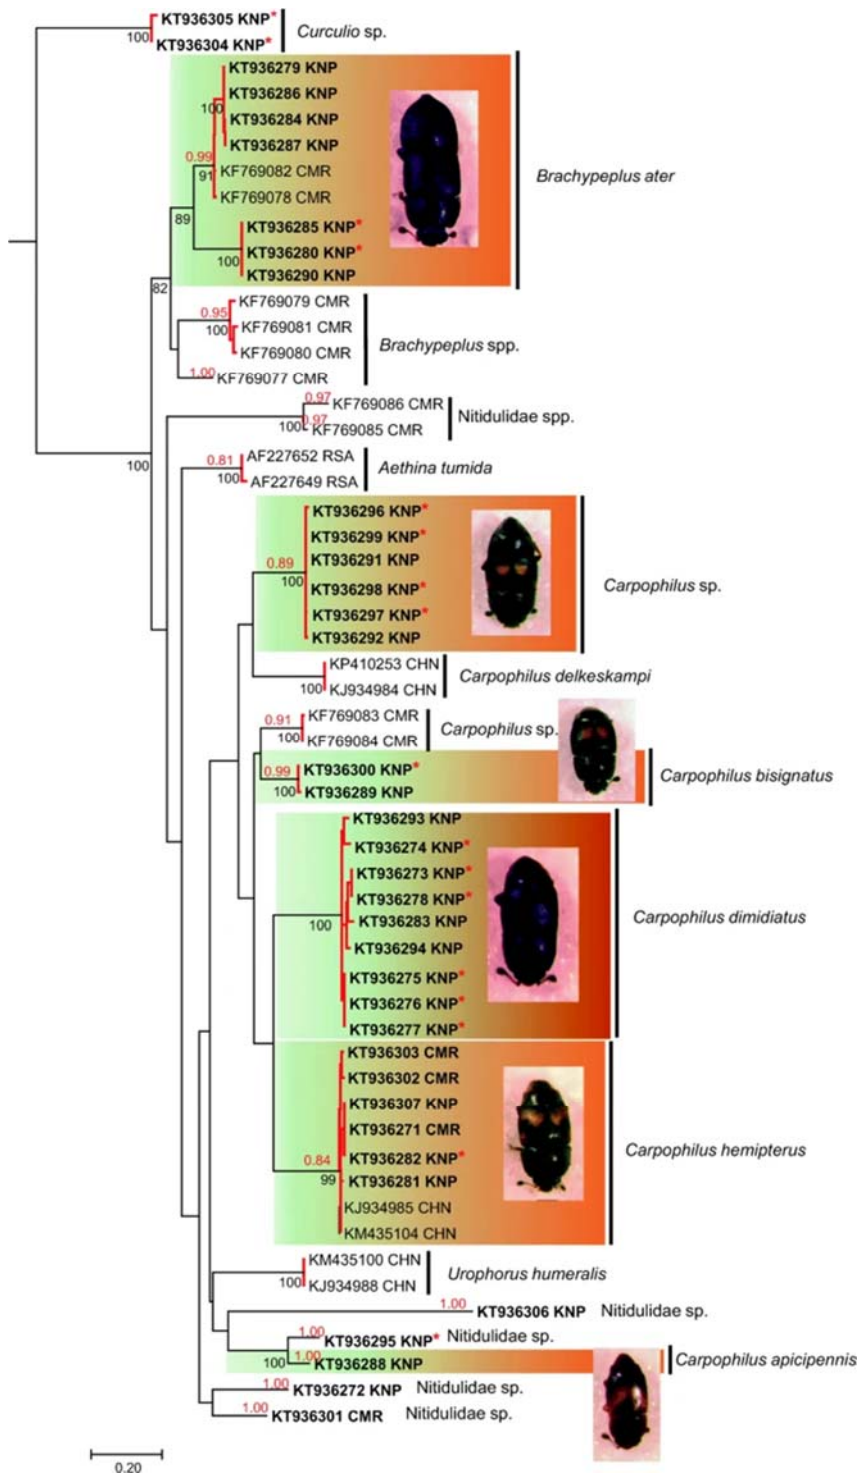 KT936305 KNP*
100
KT936304 KNP*
Curculio sp.
KT936279 KNP
KT936286 KNP
100
KT936284 KNP
KT936287 KNP
0.99
91
KF769082 CMR
KF769078 CMR
89
KT936285 KNP*
KT936280 KNP*
100
KT936290 KNP
Brachypeplus ater
82
KF769079 CMR
0.95
100
KF769081 CMR
KF769080 CMR
1.00
KF769077 CMR
Brachypeplus spp.
0.97
KF769086 CMR
0.97
100
KF769085 CMR
Nitidulidae spp.
100
AF227652 RSA
0.81
100
AF227649 RSA
Aethina tumida
KT936296 KNP*
KT936299 KNP*
KT936291 KNP
0.89
100
KT936298 KNP*
KT936297 KNP*
KT936292 KNP
Carpophilus sp.
KP410253 CHN
100
KJ934984 CHN
Carpophilus delkeskampi
KF769083 CMR
0.91
100
KF769084 CMR
Carpophilus sp.
KT936300 KNP*
0.99
100
KT936289 KNP
Carpophilus bisignatus
KT936293 KNP
KT936274 KNP*
KT936273 KNP*
KT936278 KNP*
100
KT936283 KNP
KT936294 KNP
KT936275 KNP*
KT936276 KNP*
KT936277 KNP*
Carpophilus dimidiatus
KT936303 CMR
KT936302 CMR
KT936307 KNP
KT936271 CMR
0.84
99
KT936282 KNP*
KT936281 KNP
KJ934985 CHN
KM435104 CHN
Carpophilus hemipterus
KM435100 CHN
100
KJ934988 CHN
Urophorus humeralis
1.00
KT936306 KNP Nitidulidae sp.
1.00
KT936295 KNP* Nitidulidae sp.
1.00
100
KT936288 KNP
Carpophilus apicipennis
1.00
KT936272 KNP Nitidulidae sp.
1.00
KT936301 CMR Nitidulidae sp.
0.20